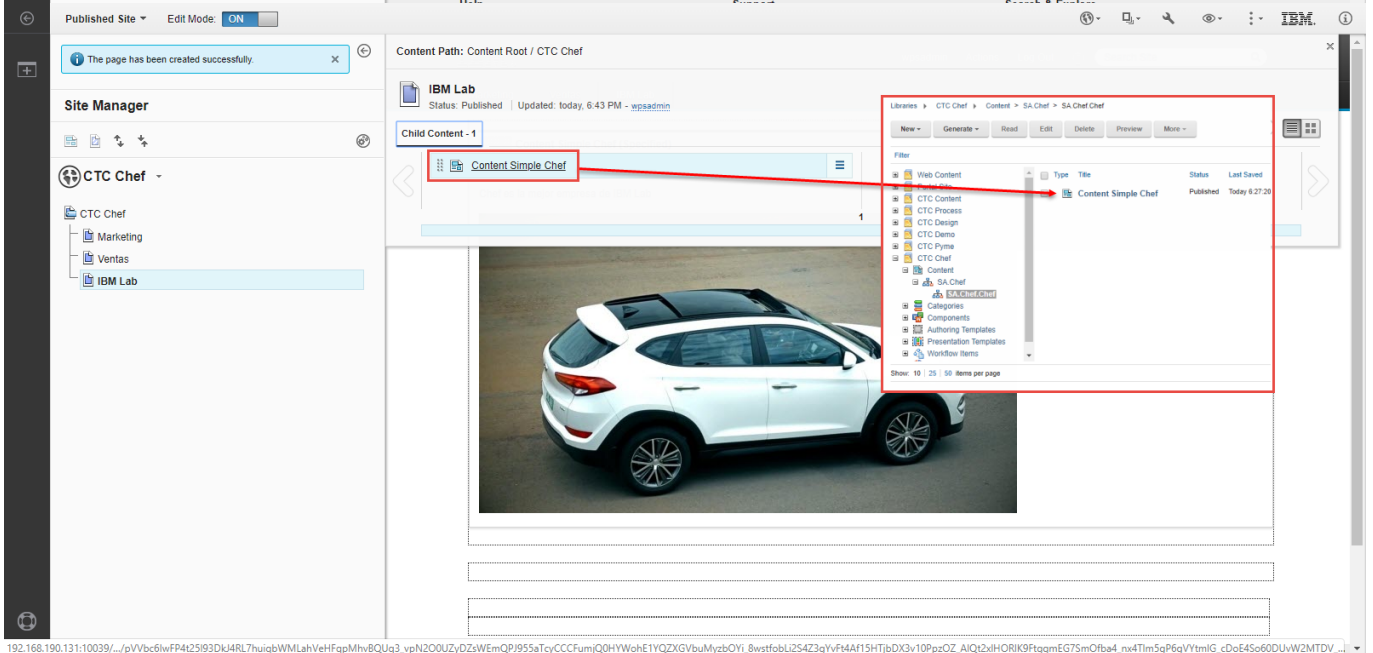 Help Support Search & Explore
Published Site Edit Mode: ON
IBM.
The page has been created successfully.
Content Path: Content Root / CTC Chef
IBM Lab
Status: Published | Updated: today, 6:43 PM - wpsadmin
Site Manager
Child Content - 1
Content Simple Chef
1
CTC Chef
CTC Chef
Marketing
Ventas
IBM Lab
Libraries CTC Chef Content > SA.Chef > SA.Chef.Chef
New Generate Read Edit Delete Preview More
Filter
Type Title Status Last Saved
Content Simple Chef Published Today 6:27:20
Web Content
Portal Site
CTC Content
CTC Process
CTC Design
CTC Demo
CTC Pyme
CTC Chef
Content
SA.Chef
SA.Chef.Chef
Categories
Components
Authoring Templates
Presentation Templates
Workflow Items
Show: 10 | 25 | 50 items per page